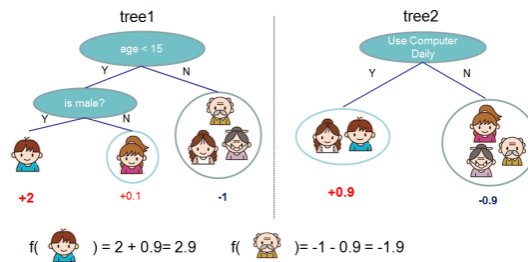 tree1
age < 15
Y
N
is male?
Y
N
+2
+0.1
-1
tree2
Use Computer
Daily
Y
N
+0.9
-0.9
f( ) = 2 + 0.9= 2.9
f( )= -1 - 0.9 = -1.9